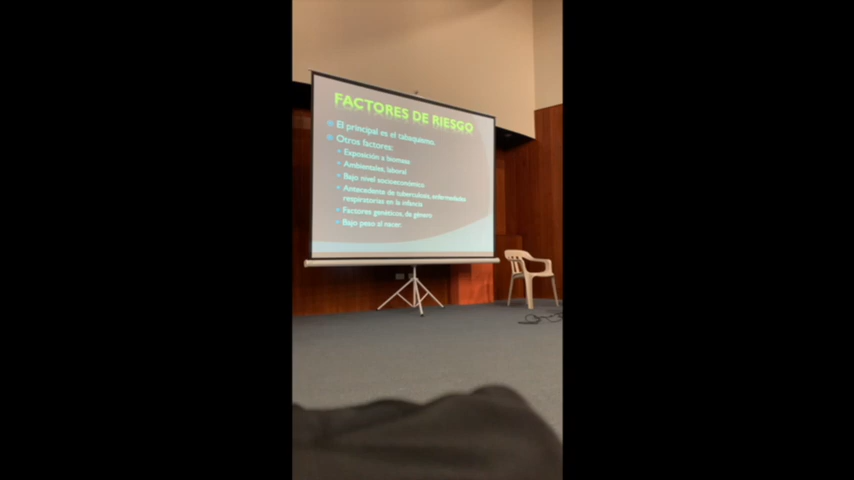 FACTORES DE RIESGO
El principal es el tabaquismo.
Otros factores:
Exposición a biomasa
Ambientales, laboral
Bajo nivel socioeconómico
Antecedente de tuberculosis, enfermedades
respiratorias en la infancia
Factores genéticos, de género
Bajo peso al nacer.